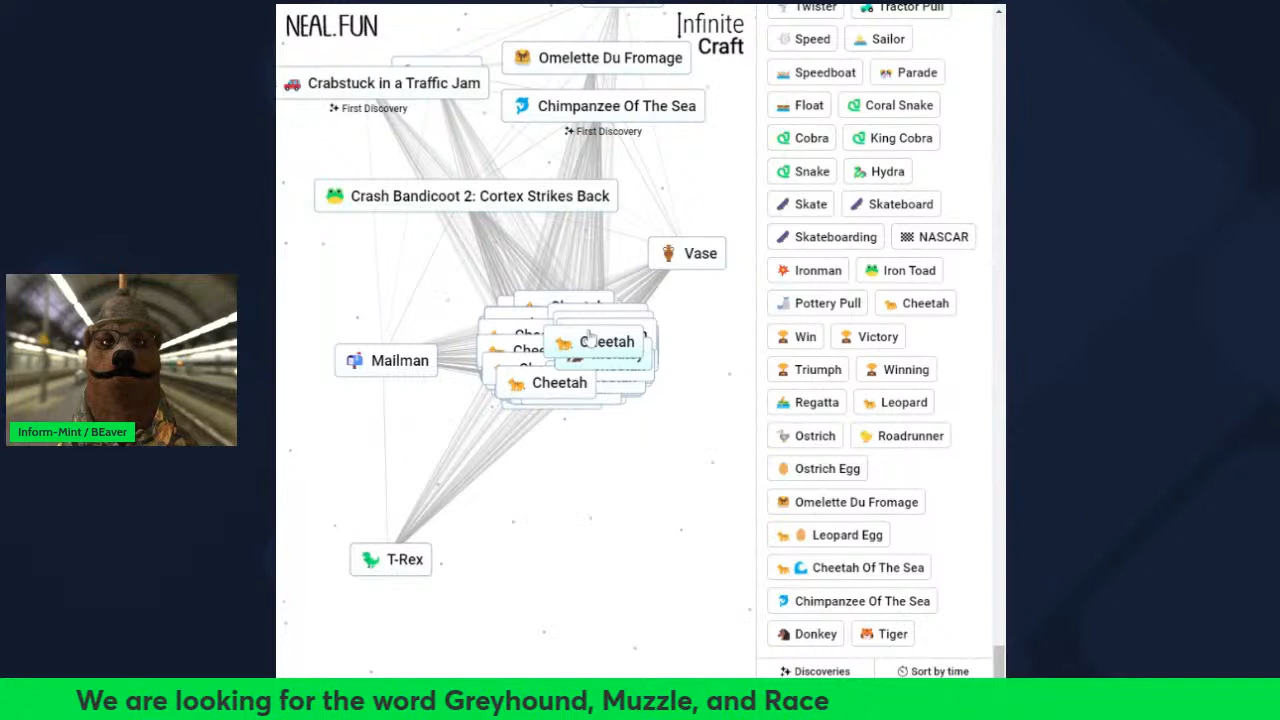 NEAL.FUN
Infinite
Craft
Omelette Du Fromage
Crabstuck in a Traffic Jam
First Discovery
Chimpanzee Of The Sea
First Discovery
Crash Bandicoot 2: Cortex Strikes Back
Vase
Cheetah
Cheetah
Mailman
T-Rex
Twister Tractor Pull
Speed Sailor
Speedboat Parade
Float Coral Snake
Cobra King Cobra
Snake Hydra
Skate Skateboard
Skateboarding NASCAR
Ironman Iron Toad
Pottery Pull Cheetah
Win Victory
Triumph Winning
Regatta Leopard
Ostrich Roadrunner
Ostrich Egg
Omelette Du Fromage
Leopard Egg
Cheetah Of The Sea
Chimpanzee Of The Sea
Donkey Tiger
Discoveries Sort by time
Inform-Mint / BEaver
We are looking for the word Greyhound, Muzzle, and Race